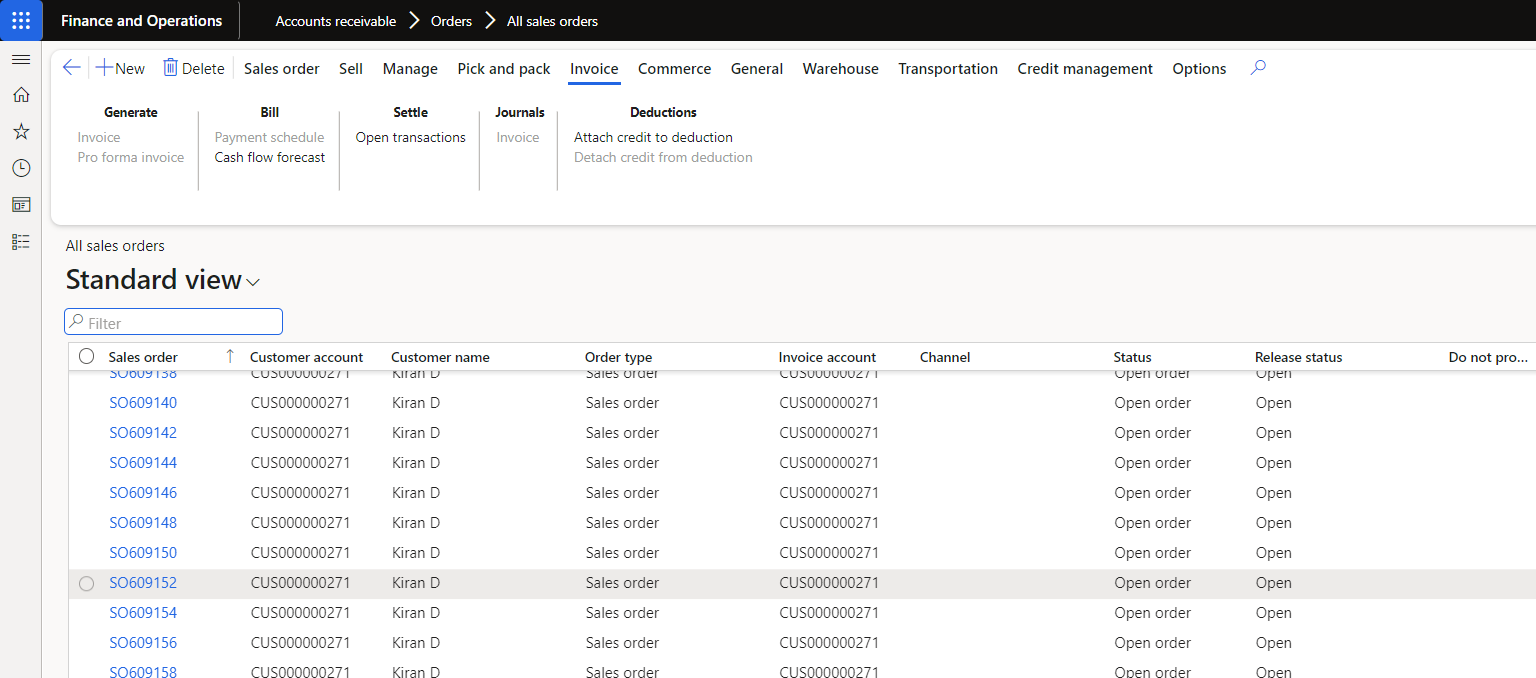 Finance and Operations Accounts receivable Orders All sales orders
New Delete Sales order Sell Manage Pick and pack Invoice Commerce General Warehouse Transportation Credit management Options
Generate Bill Settle Journals Deductions
Invoice Payment schedule Open transactions Invoice Attach credit to deduction
Pro forma invoice Cash flow forecast Detach credit from deduction
All sales orders
Standard view
Filter
Sales order Customer account Customer name Order type Invoice account Channel Status Release status Do not pro...
SO609138 CUS000000271 Kiran D Sales order CUS000000271 Open order Open
SO609140 CUS000000271 Kiran D Sales order CUS000000271 Open order Open
SO609142 CUS000000271 Kiran D Sales order CUS000000271 Open order Open
SO609144 CUS000000271 Kiran D Sales order CUS000000271 Open order Open
SO609146 CUS000000271 Kiran D Sales order CUS000000271 Open order Open
SO609148 CUS000000271 Kiran D Sales order CUS000000271 Open order Open
SO609150 CUS000000271 Kiran D Sales order CUS000000271 Open order Open
SO609152 CUS000000271 Kiran D Sales order CUS000000271 Open order Open
SO609154 CUS000000271 Kiran D Sales order CUS000000271 Open order Open
SO609156 CUS000000271 Kiran D Sales order CUS000000271 Open order Open
SO609158 CUS000000271 Kiran D Sales order CUS000000271 Open order Open